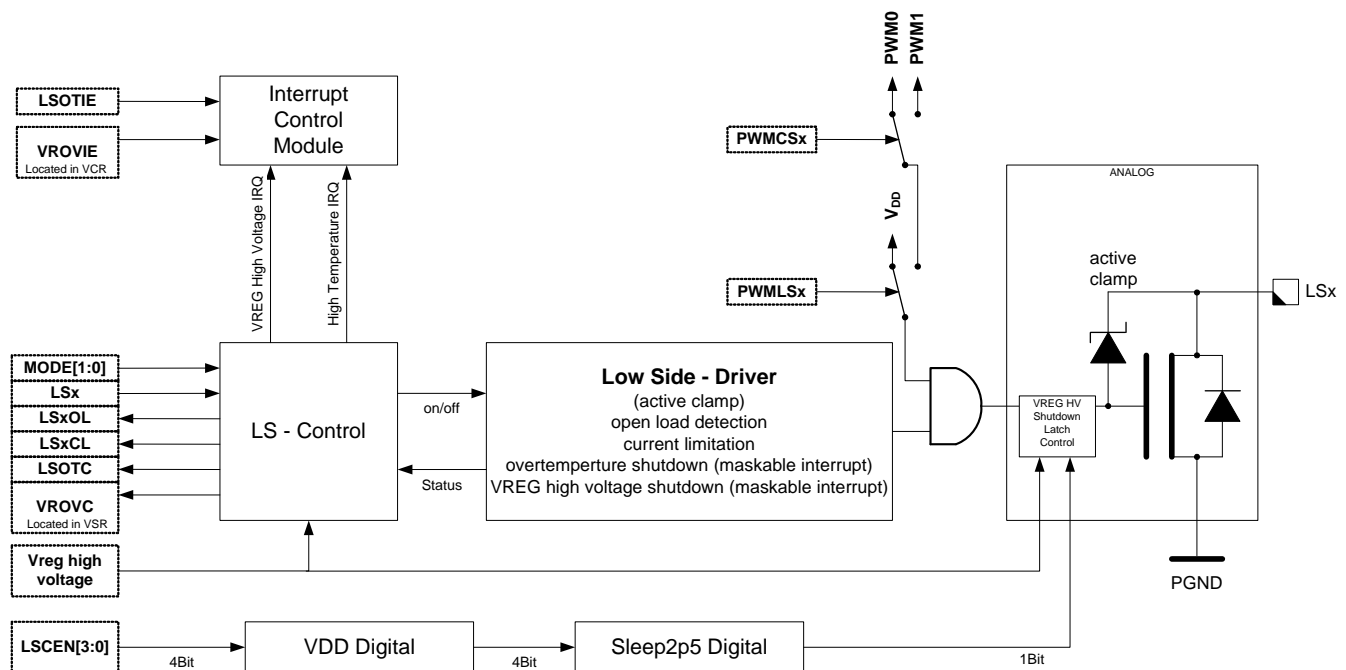 PWM0
PWM1
LSOTIE
VROVIE
Located in VCR
Interrupt
Control
Module
PWMCSx
VREG High Voltage IRQ
High Temperature IRQ
VDD
PWMLSx
ANALOG
active
clamp
LSx
MODE[1:0]
LSx
LSxOL
LSxCL
LSOTC
VROVC
Located in VSR
LS - Control
on/off
Status
Low Side - Driver
(active clamp)
open load detection
current limitation
overtemperture shutdown (maskable interrupt)
VREG high voltage shutdown (maskable interrupt)
VREG HV
Shutdown
Latch
Control
PGND
Vreg high
voltage
LSCEN[3:0]
4Bit
VDD Digital
4Bit
Sleep2p5 Digital
1Bit